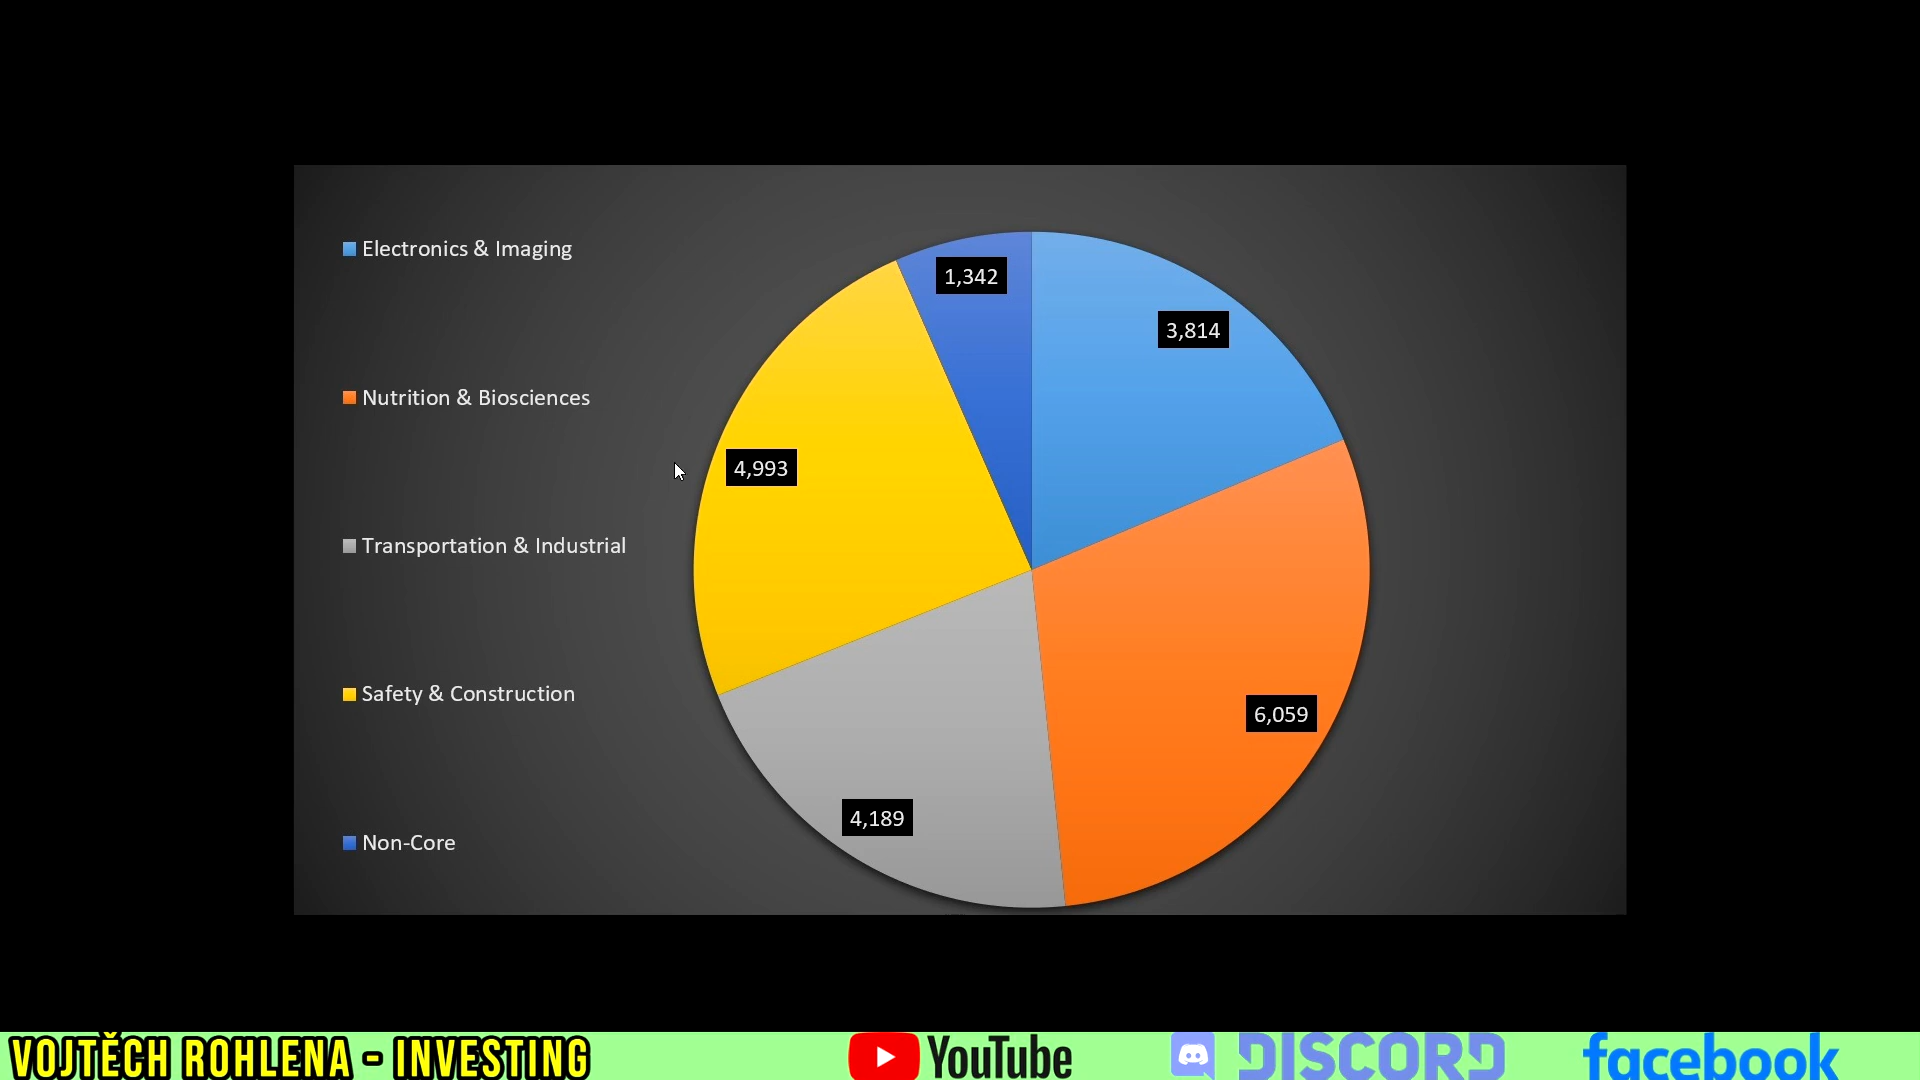 Electronics & Imaging
Nutrition & Biosciences
Transportation & Industrial
Safety & Construction
Non-Core
1,342
3,814
4,993
6,059
4,189
VOJTĚCH ROHLENA - INVESTING
YouTube
DISCORD
facebook